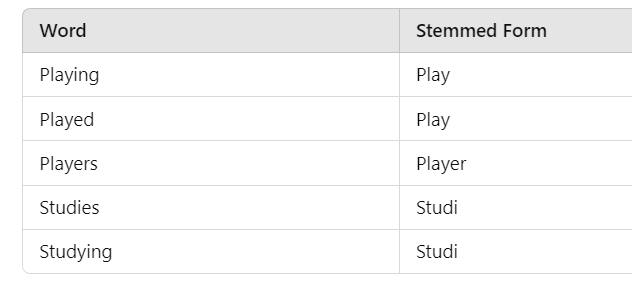 Word Stemmed Form
Playing Play
Played Play
Players Player
Studies Studi
Studying Studi